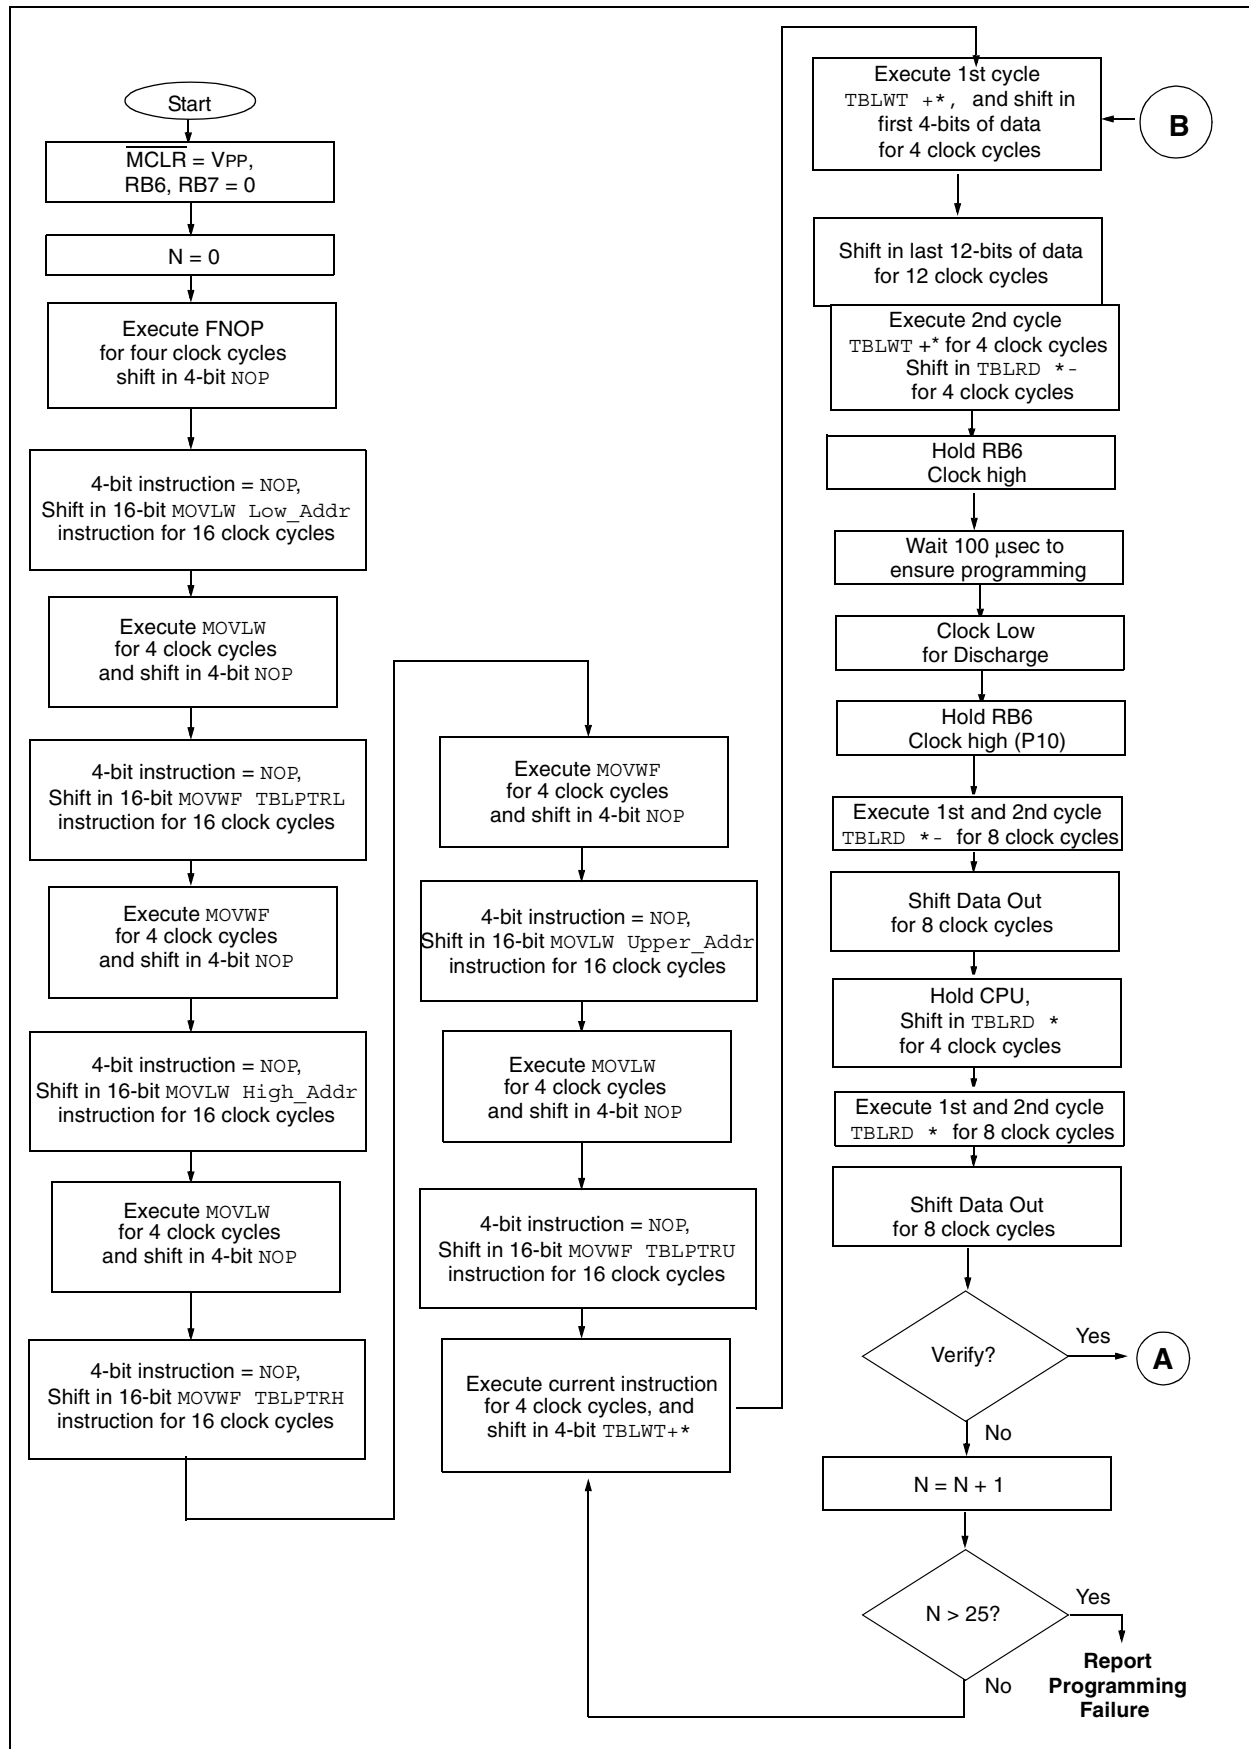 Start
MCLR = VPP,
RB6, RB7 = 0
N = 0
Execute FNOP
for four clock cycles
shift in 4-bit NOP
4-bit instruction = NOP,
Shift in 16-bit MOVLW Low_Addr
instruction for 16 clock cycles
Execute MOVLW
for 4 clock cycles
and shift in 4-bit NOP
4-bit instruction = NOP,
Shift in 16-bit MOVWF TBLPTRL
instruction for 16 clock cycles
Execute MOVWF
for 4 clock cycles
and shift in 4-bit NOP
4-bit instruction = NOP,
Shift in 16-bit MOVLW High_Addr
instruction for 16 clock cycles
Execute MOVLW
for 4 clock cycles
and shift in 4-bit NOP
4-bit instruction = NOP,
Shift in 16-bit MOVWF TBLPTRH
instruction for 16 clock cycles
Execute MOVWF
for 4 clock cycles
and shift in 4-bit NOP
4-bit instruction = NOP,
Shift in 16-bit MOVLW Upper_Addr
instruction for 16 clock cycles
Execute MOVLW
for 4 clock cycles
and shift in 4-bit NOP
4-bit instruction = NOP,
Shift in 16-bit MOVWF TBLPTRU
instruction for 16 clock cycles
Execute current instruction
for 4 clock cycles, and
shift in 4-bit TBLWT+*
Execute 1st cycle
TBLWT +*, and shift in
first 4-bits of data
for 4 clock cycles
B
Shift in last 12-bits of data
for 12 clock cycles
Execute 2nd cycle
TBLWT +* for 4 clock cycles
Shift in TBLRD *-
for 4 clock cycles
Hold RB6
Clock high
Wait 100 μsec to
ensure programming
Clock Low
for Discharge
Hold RB6
Clock high (P10)
Execute 1st and 2nd cycle
TBLRD *- for 8 clock cycles
Shift Data Out
for 8 clock cycles
Hold CPU,
Shift in TBLRD *
for 4 clock cycles
Execute 1st and 2nd cycle
TBLRD * for 8 clock cycles
Shift Data Out
for 8 clock cycles
Verify?
Yes
A
No
N = N + 1
N > 25?
Yes
No
Report
Programming
Failure